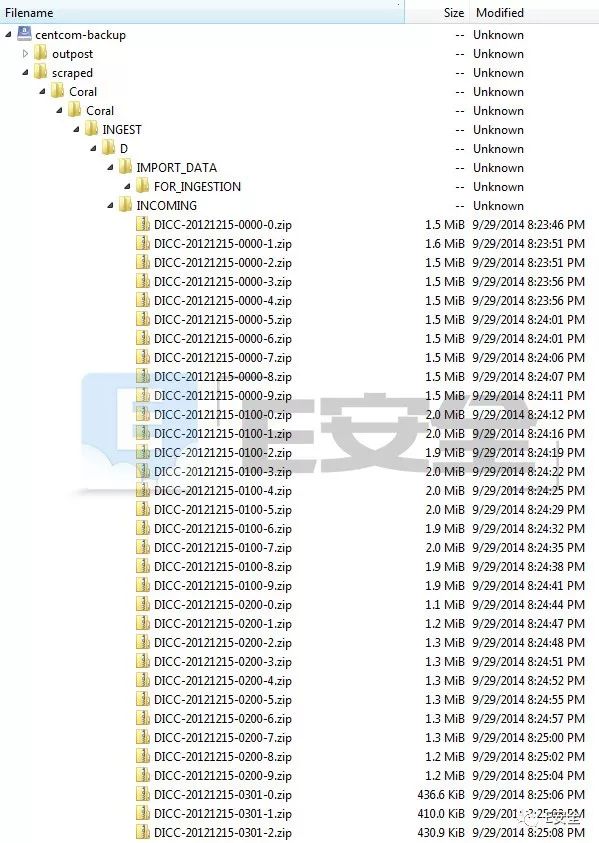 Filename Size Modified
centcom-backup -- Unknown
outpost -- Unknown
scraped -- Unknown
Coral -- Unknown
Coral -- Unknown
INGEST -- Unknown
D -- Unknown
IMPORT_DATA -- Unknown
FOR_INGESTION -- Unknown
INCOMING -- Unknown
DICC-20121215-0000-0.zip 1.5 MiB 9/29/2014 8:23:46 PM
DICC-20121215-0000-1.zip 1.6 MiB 9/29/2014 8:23:51 PM
DICC-20121215-0000-2.zip 1.5 MiB 9/29/2014 8:23:51 PM
DICC-20121215-0000-3.zip 1.5 MiB 9/29/2014 8:23:56 PM
DICC-20121215-0000-4.zip 1.5 MiB 9/29/2014 8:23:56 PM
DICC-20121215-0000-5.zip 1.5 MiB 9/29/2014 8:24:01 PM
DICC-20121215-0000-6.zip 1.5 MiB 9/29/2014 8:24:01 PM
DICC-20121215-0000-7.zip 1.5 MiB 9/29/2014 8:24:06 PM
DICC-20121215-0000-8.zip 1.5 MiB 9/29/2014 8:24:07 PM
DICC-20121215-0000-9.zip 1.5 MiB 9/29/2014 8:24:11 PM
DICC-20121215-0100-0.zip 2.0 MiB 9/29/2014 8:24:12 PM
DICC-20121215-0100-1.zip 2.0 MiB 9/29/2014 8:24:16 PM
E安全
DICC-20121215-0100-2.zip 1.9 MiB 9/29/2014 8:24:19 PM
DICC-20121215-0100-3.zip 2.0 MiB 9/29/2014 8:24:22 PM
DICC-20121215-0100-4.zip 2.0 MiB 9/29/2014 8:24:25 PM
DICC-20121215-0100-5.zip 2.0 MiB 9/29/2014 8:24:29 PM
DICC-20121215-0100-6.zip 1.9 MiB 9/29/2014 8:24:32 PM
DICC-20121215-0100-7.zip 2.0 MiB 9/29/2014 8:24:35 PM
DICC-20121215-0100-8.zip 1.9 MiB 9/29/2014 8:24:38 PM
DICC-20121215-0100-9.zip 1.9 MiB 9/29/2014 8:24:41 PM
DICC-20121215-0200-0.zip 1.1 MiB 9/29/2014 8:24:44 PM
DICC-20121215-0200-1.zip 1.2 MiB 9/29/2014 8:24:47 PM
DICC-20121215-0200-2.zip 1.3 MiB 9/29/2014 8:24:48 PM
DICC-20121215-0200-3.zip 1.3 MiB 9/29/2014 8:24:51 PM
DICC-20121215-0200-4.zip 1.3 MiB 9/29/2014 8:24:52 PM
DICC-20121215-0200-5.zip 1.3 MiB 9/29/2014 8:24:55 PM
DICC-20121215-0200-6.zip 1.3 MiB 9/29/2014 8:24:57 PM
DICC-20121215-0200-7.zip 1.3 MiB 9/29/2014 8:25:00 PM
DICC-20121215-0200-8.zip 1.2 MiB 9/29/2014 8:25:02 PM
DICC-20121215-0200-9.zip 1.2 MiB 9/29/2014 8:25:04 PM
DICC-20121215-0301-0.zip 436.6 KiB 9/29/2014 8:25:06 PM
DICC-20121215-0301-1.zip 410.0 KiB 9/29/2014
E安全
DICC-20121215-0301-2.zip 430.9 KiB 9/29/2014 8:25:08 PM